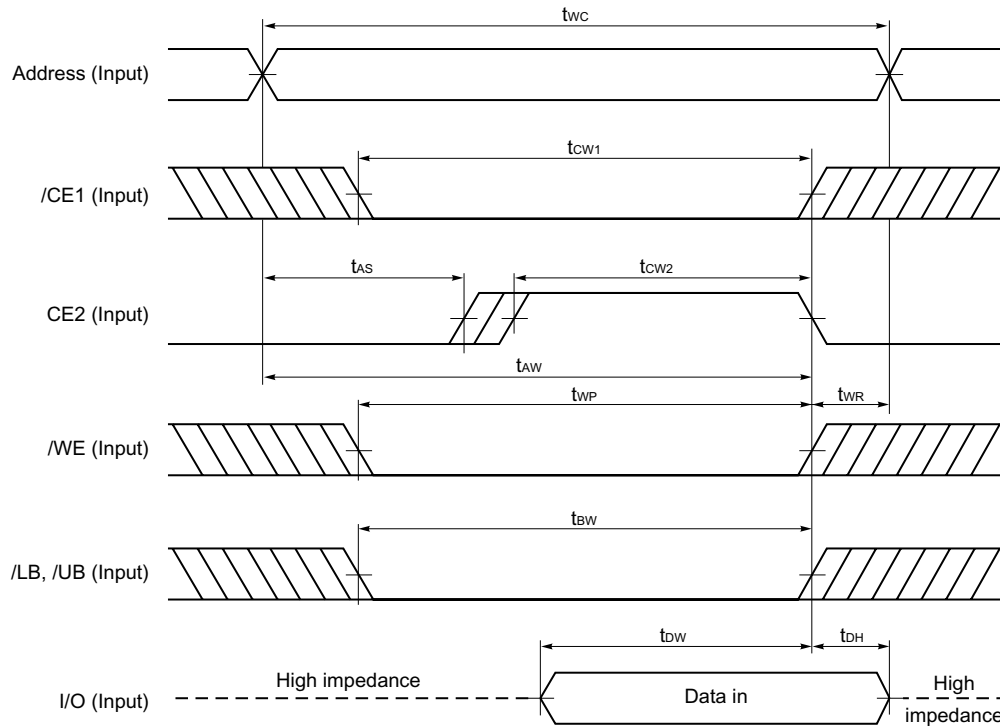 tWC
Address (Input)
tCW1
/CE1 (Input)
tAS
tCW2
CE2 (Input)
tAW
tWP
tWR
/WE (Input)
tBW
/LB, /UB (Input)
tDW
tDH
High impedance
Data in
High
impedance
I/O (Input)